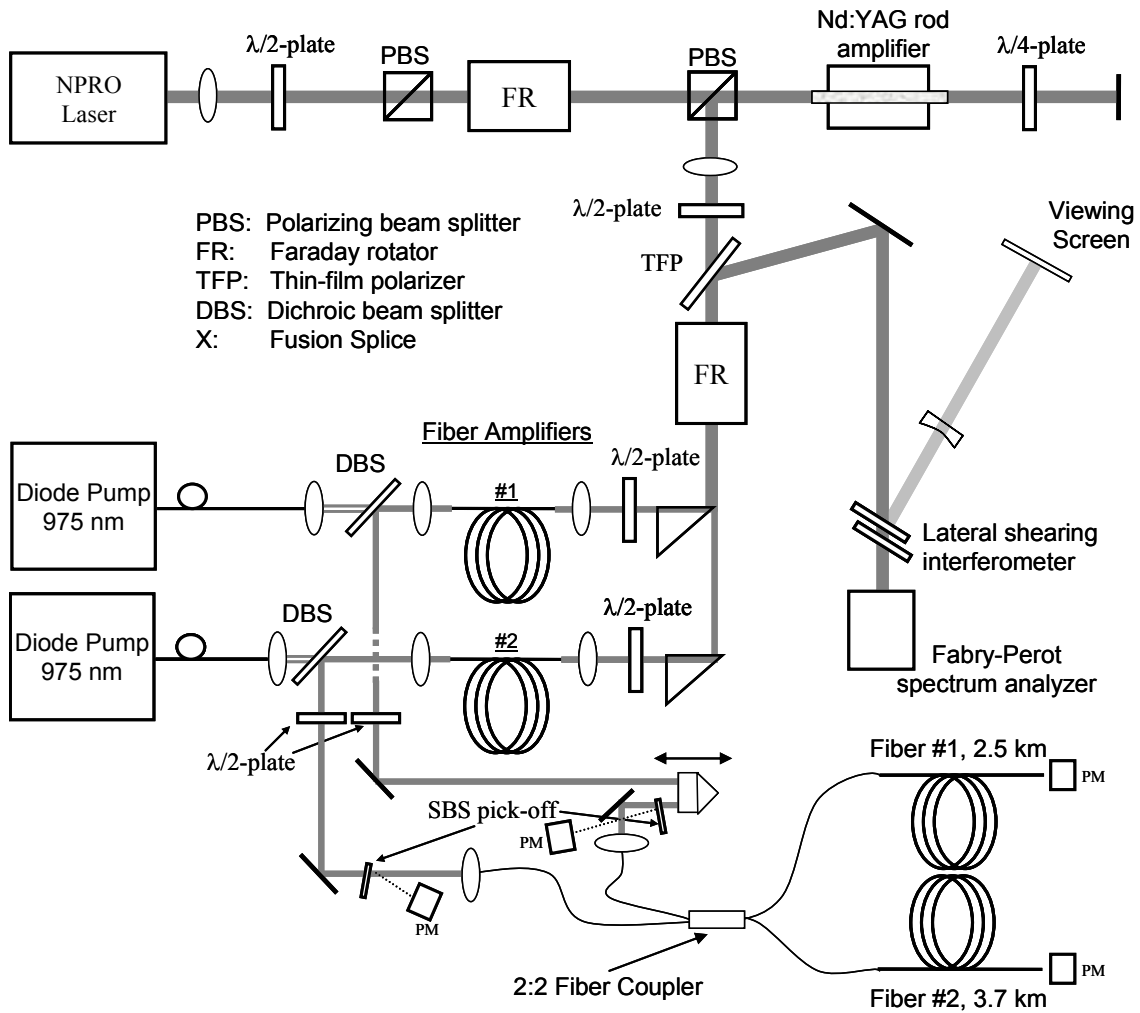 Nd:YAG rod
amplifier
λ/2-plate
PBS
PBS
λ/4-plate
NPRO
Laser
FR
λ/2-plate
Viewing
Screen
PBS: Polarizing beam splitter
FR: Faraday rotator
TFP: Thin-film polarizer
DBS: Dichroic beam splitter
X: Fusion Splice
TFP
FR
Fiber Amplifiers
λ/2-plate
DBS
#1
Diode Pump
975 nm
Lateral shearing
interferometer
DBS
λ/2-plate
#2
Diode Pump
975 nm
Fabry-Perot
spectrum analyzer
λ/2-plate
Fiber #1, 2.5 km
PM
SBS pick-off
PM
PM
2:2 Fiber Coupler
PM
Fiber #2, 3.7 km